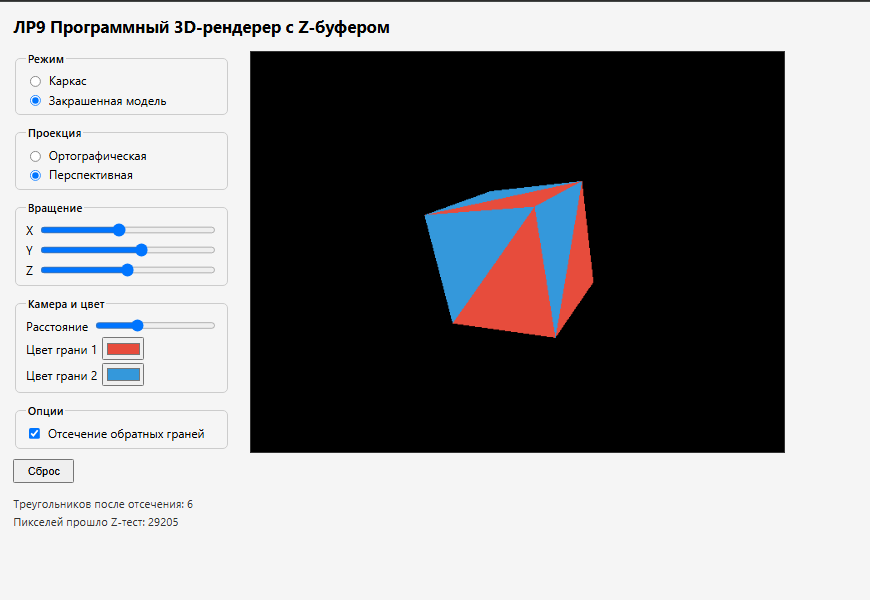 ЛР9 Программный 3D-рендерер с Z-буфером
Режим
Каркас
Закрашенная модель
Проекция
Ортографическая
Перспективная
Вращение
X
Y
Z
Камера и цвет
Расстояние
Цвет грани 1
Цвет грани 2
Опции
Отсечение обратных граней
Сброс
Треугольников после отсечения: 6
Пикселей прошло Z-тест: 29205